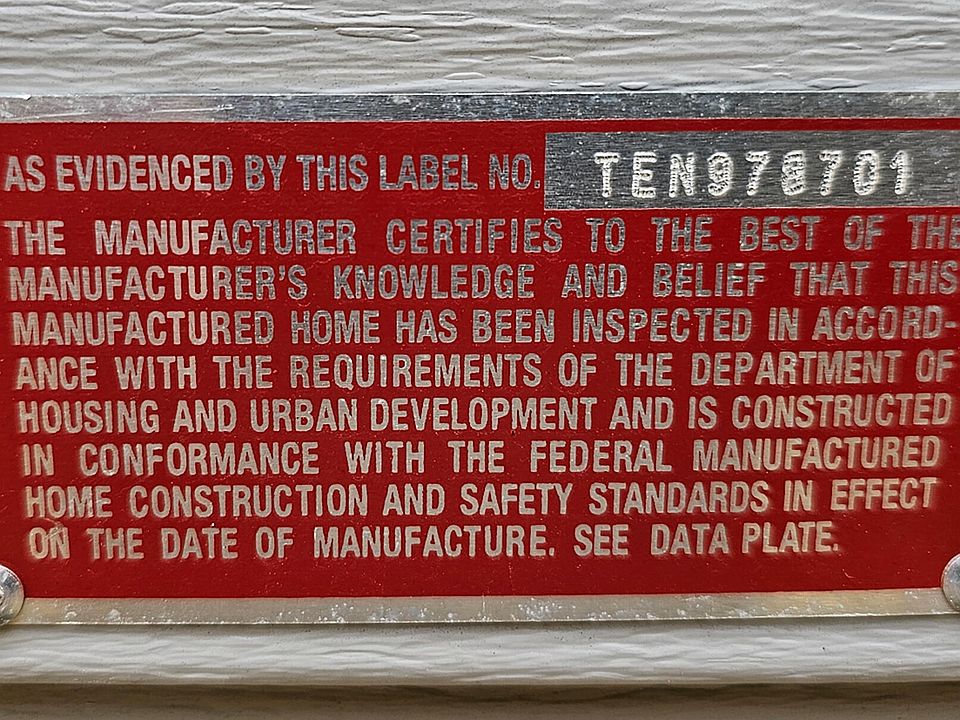 AS EVIDENCED BY THIS LABEL NO. TEN978701
THE MANUFACTURER CERTIFIES TO THE BEST OF THE
MANUFACTURER'S KNOWLEDGE AND BELIEF THAT THIS
MANUFACTURED HOME HAS BEEN INSPECTED IN ACCORD-
ANCE WITH THE REQUIREMENTS OF THE DEPARTMENT OF
HOUSING AND URBAN DEVELOPMENT AND IS CONSTRUCTED
IN CONFORMANCE WITH THE FEDERAL MANUFACTURED
HOME CONSTRUCTION AND SAFETY STANDARDS IN EFFECT
ON THE DATE OF MANUFACTURE. SEE DATA PLATE.